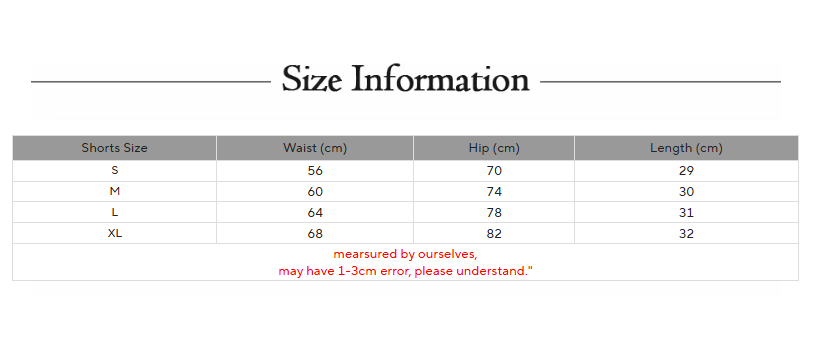 Size Information
Shorts Size Waist (cm) Hip (cm) Length (cm)
S 56 70 29
M 60 74 30
L 64 78 31
XL 68 82 32
mearsured by ourselves,
may have 1-3cm error, please understand."